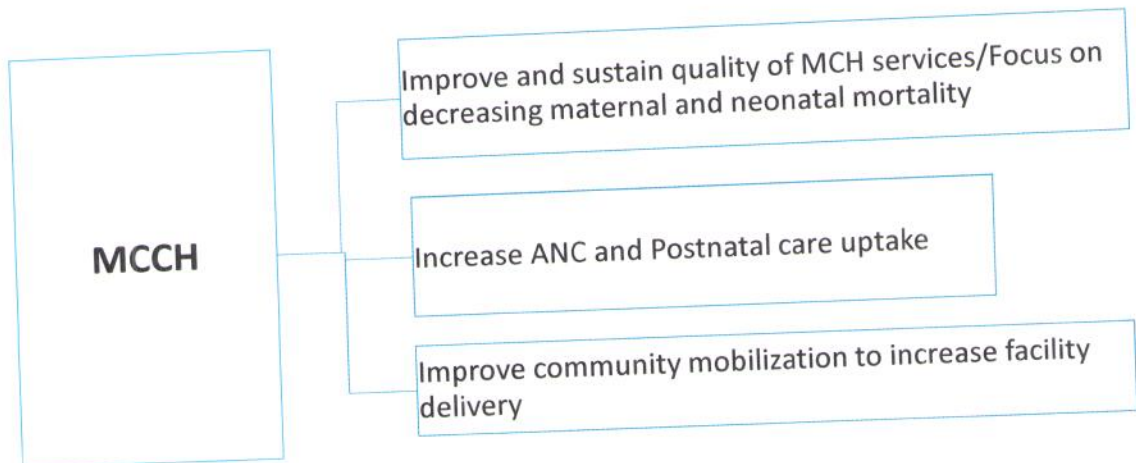 MCCH
Improve and sustain quality of MCH services/Focus on
decreasing maternal and neonatal mortality
Increase ANC and Postnatal care uptake
Improve community mobilization to increase facility
delivery